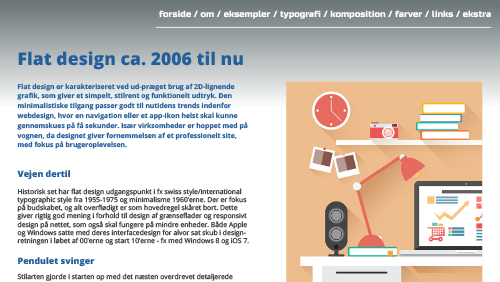 forside / om / eksempler / typografi / komposition / farver / links / ekstra
Flat design ca. 2006 til nu
Flat design er karakteriseret ved ud-præget brug af 2D-lignende
grafik, som giver et simpelt, stilrent og funktionelt udtryk. Den
minimalistiske tilgang passer godt til nutidens trends indenfor
webdesign, hvor en navigation eller et app-ikon helst skal kunne
gennemskues på få sekunder. Især virksomheder er hoppet med på
vognen, da designet giver fornemmelsen af et professionelt site,
med fokus på brugeroplevelsen.
Vejen dertil
Historisk set har flat design udgangspunkt i fx swiss style/International
typographic style fra 1955-1975 og minimalisme 1960'erne. Der er fokus
på budskabet, og alt overflødigt er som hovedregel skåret bort. Dette
giver rigtig god mening i forhold til design af grænseflader og responsivt
design på nettet, som også skal fungere på mindre enheder. Både Apple
og Windows satte med deres interfacedesign for alvor sat skub i design-
retningen i løbet af 00'erne og start 10'erne - fx med Windows 8 og iOS 7.
Pendulet svinger
Stilarten gjorde i starten op med det næsten overdrevet detaljerede